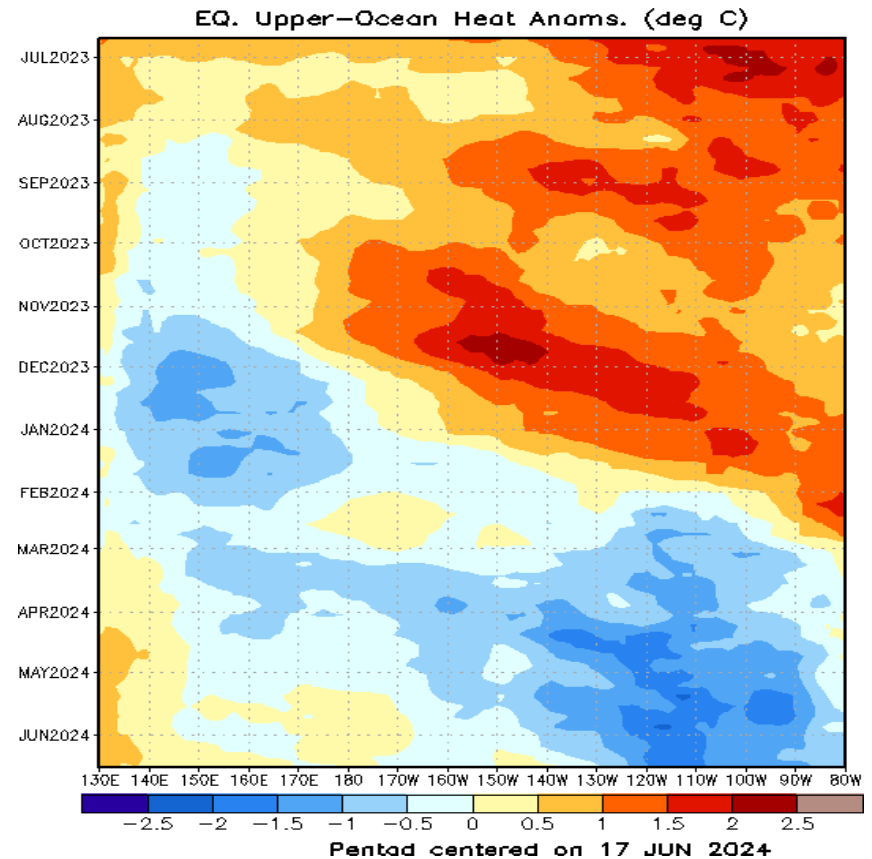 EQ. Upper-Ocean Heat Anoms. (deg C)
JUL2023
AUG2023
SEP2023
OCT2023
NOV2023
DEC2023
JAN2024
FEB2024
MAR2024
APR2024
MAY2024
JUN2024
130E 140E 150E 160E 170E 180 170W 160W 150W 140W 130W 120W 110W 100W 90W 80W
-2.5 -2 -1.5 -1 -0.5 0 0.5 1 1.5 2 2.5
Pentad centered on 17 JUN 2024